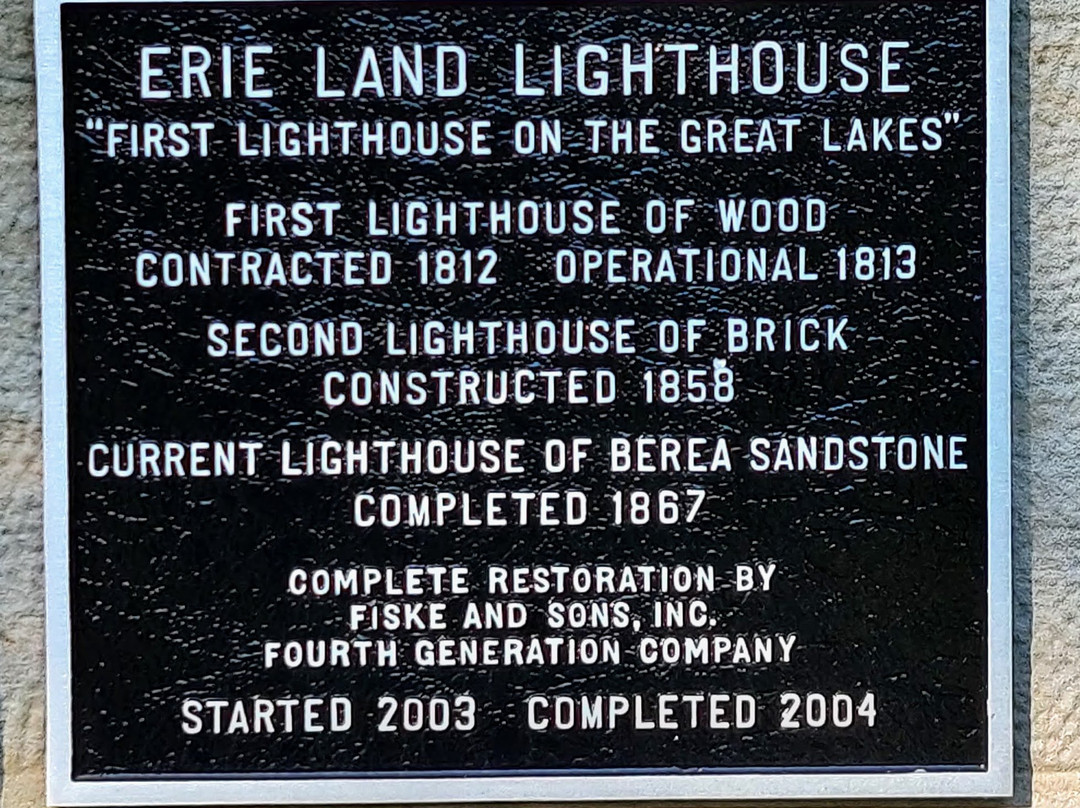 ERIE LAND LIGHTHOUSE
“FIRST LIGHTHOUSE ON THE GREAT LAKES”
FIRST LIGHTHOUSE OF WOOD
CONTRACTED 1812 OPERATIONAL 1813
SECOND LIGHTHOUSE OF BRICK
CONSTRUCTED 1858
CURRENT LIGHTHOUSE OF BEREA SANDSTONE
COMPLETED 1867
COMPLETE RESTORATION BY
FISKE AND SONS, INC.
FOURTH GENERATION COMPANY
STARTED 2003 COMPLETED 2004